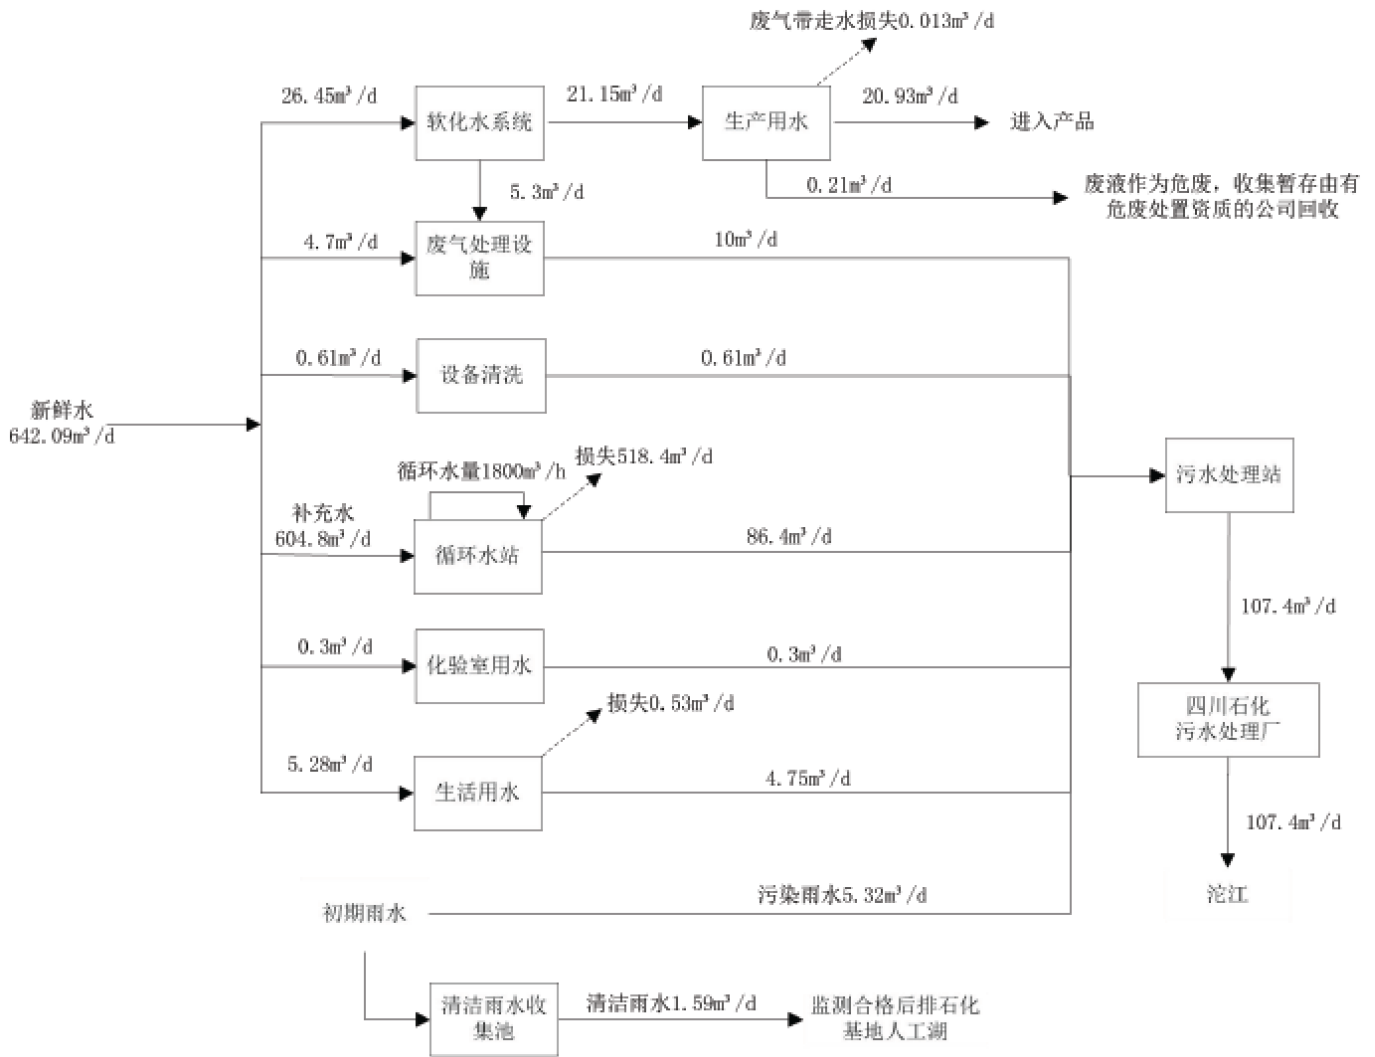 废气带走水损失0.013m³/d
26.45m³/d
软化水系统
21.15m³/d
生产用水
20.93m³/d
进入产品
5.3m³/d
0.21m³/d
废液作为危废，收集暂存由有
危废处置资质的公司回收
4.7m³/d
废气处理设
施
10m³/d
0.61m³/d
设备清洗
0.61m³/d
新鲜水
642.09m³/d
循环水量1800m³/h
损失518.4m³/d
补充水
604.8m³/d
循环水站
86.4m³/d
污水处理站
107.4m³/d
0.3m³/d
化验室用水
0.3m³/d
损失0.53m³/d
四川石化
污水处理厂
5.28m³/d
生活用水
4.75m³/d
107.4m³/d
初期雨水
污染雨水5.32m³/d
沱江
清洁雨水收
集池
清洁雨水1.59m³/d
监测合格后排石化
基地人工湖